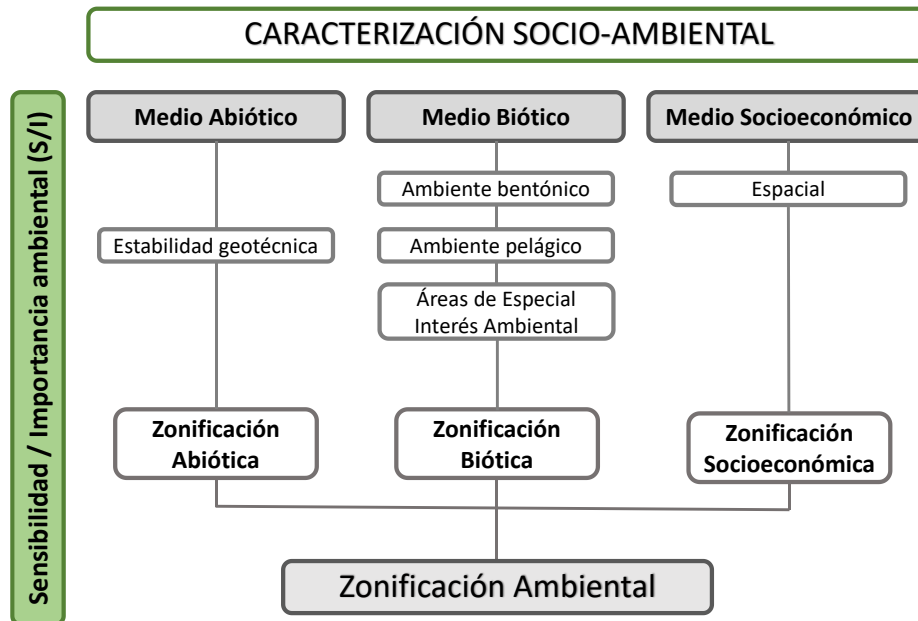 CARACTERIZACIÓN SOCIO-AMBIENTAL
Sensibilidad / Importancia ambiental (S/I)
Medio Abiótico
Medio Biótico
Medio Socioeconómico
Ambiente bentónico
Espacial
Estabilidad geotécnica
Ambiente pelágico
Áreas de Especial
Interés Ambiental
Zonificación
Abiótica
Zonificación
Biótica
Zonificación
Socioeconómica
Zonificación Ambiental